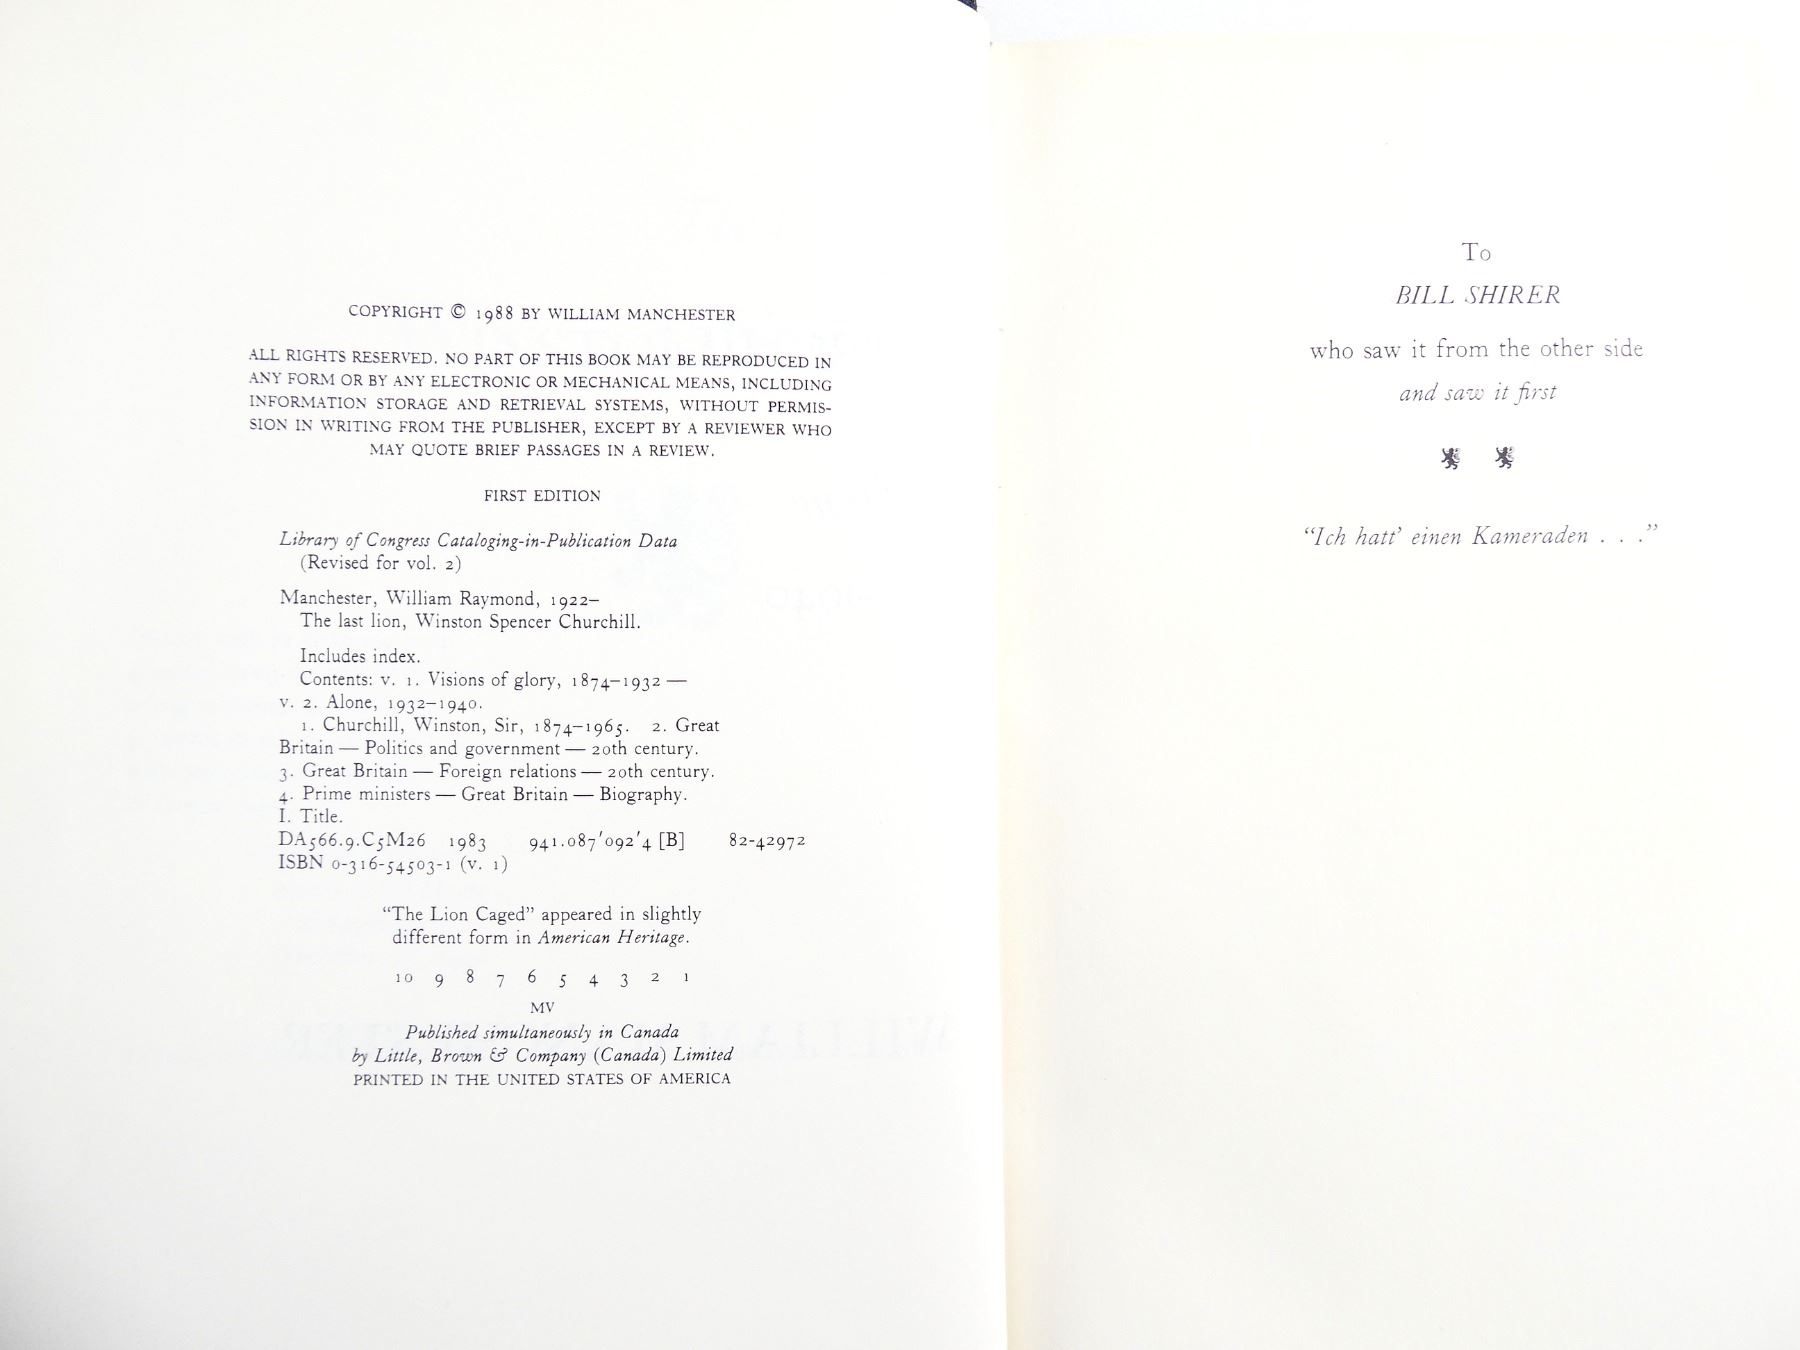 COPYRIGHT © 1988 BY WILLIAM MANCHESTER
ALL RIGHTS RESERVED. NO PART OF THIS BOOK MAY BE REPRODUCED IN
ANY FORM OR BY ANY ELECTRONIC OR MECHANICAL MEANS, INCLUDING
INFORMATION STORAGE AND RETRIEVAL SYSTEMS, WITHOUT PERMIS-
SION IN WRITING FROM THE PUBLISHER, EXCEPT BY A REVIEWER WHO
MAY QUOTE BRIEF PASSAGES IN A REVIEW.
FIRST EDITION
Library of Congress Cataloging-in-Publication Data
(Revised for vol. 2)
Manchester, William Raymond, 1922–
The last lion, Winston Spencer Churchill.
Includes index.
Contents: v. 1. Visions of glory, 1874–1932 —
v. 2. Alone, 1932–1940.
1. Churchill, Winston, Sir, 1874–1965. 2. Great
Britain — Politics and government — 20th century.
3. Great Britain — Foreign relations — 20th century.
4. Prime ministers — Great Britain — Biography.
I. Title.
DA566.9.C5M26 1983 941.087′092′4 [B] 82-42972
ISBN 0-316-54503-1 (v. 1)
“The Lion Caged” appeared in slightly
different form in American Heritage.
10 9 8 7 6 5 4 3 2 1
MV
Published simultaneously in Canada
by Little, Brown & Company (Canada) Limited
PRINTED IN THE UNITED STATES OF AMERICA
To
BILL SHIRER
who saw it from the other side
and saw it first
“Ich hatt’ einen Kameraden . . .”